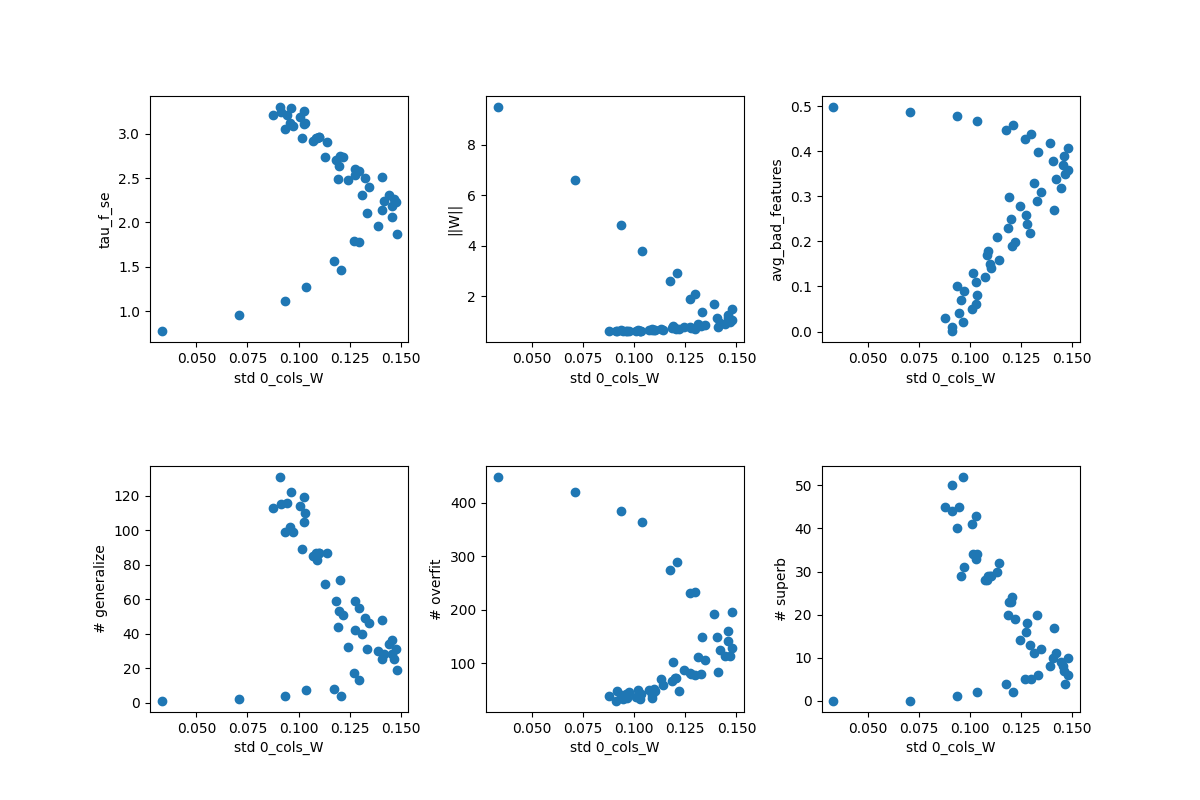 3.0
2.5
2.0
1.5
1.0
tau_f_se
0.050 0.075 0.100 0.125 0.150
std 0_cols_W
8
6
4
2
||W||
0.050 0.075 0.100 0.125 0.150
std 0_cols_W
0.5
0.4
0.3
0.2
0.1
0.0
avg_bad_features
0.050 0.075 0.100 0.125 0.150
std 0_cols_W
120
100
80
60
40
20
0
# generalize
0.050 0.075 0.100 0.125 0.150
std 0_cols_W
400
300
200
100
# overfit
0.050 0.075 0.100 0.125 0.150
std 0_cols_W
50
40
30
20
10
0
# superb
0.050 0.075 0.100 0.125 0.150
std 0_cols_W